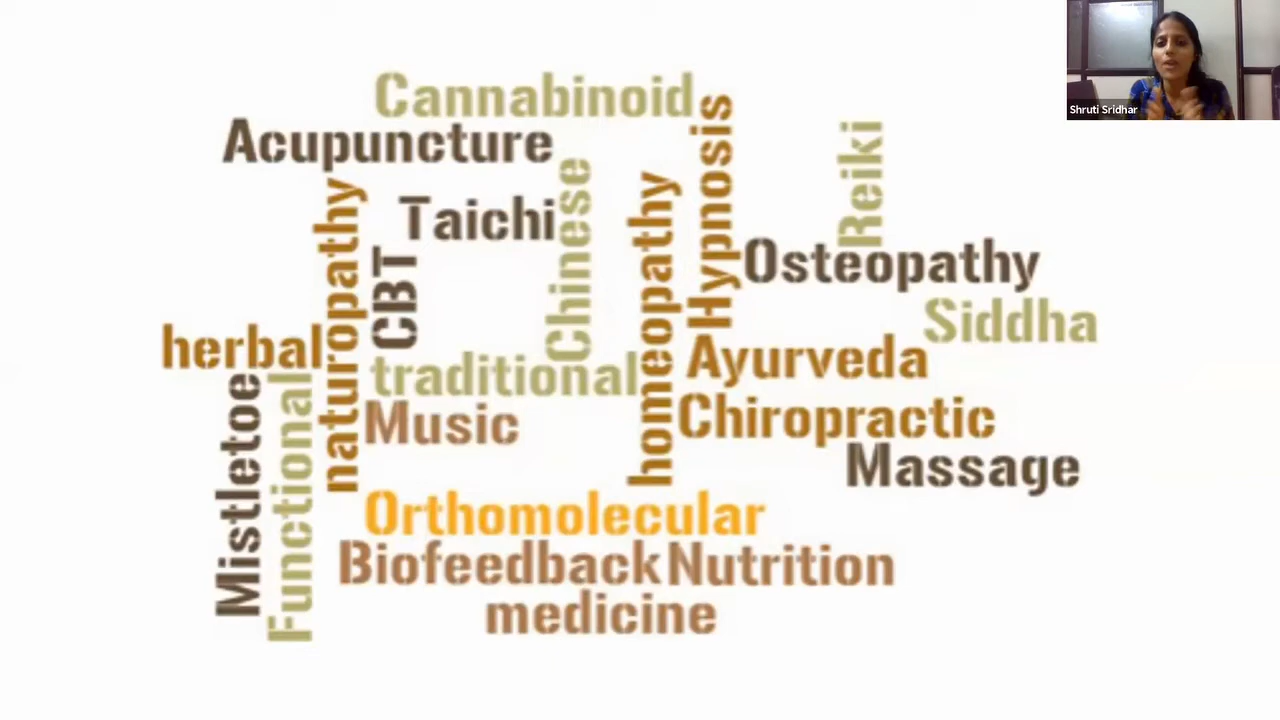 Shruti Sridhar
Cannabinoid
Acupuncture
Reiki
Hypnosis
Chinese
Taichi
homeopathy
naturopathy
CBT
Osteopathy
Siddha
herbal
Ayurveda
traditional
Music
Chiropractic
Massage
Mistletoe
Functional
Orthomolecular
Biofeedback Nutrition
medicine